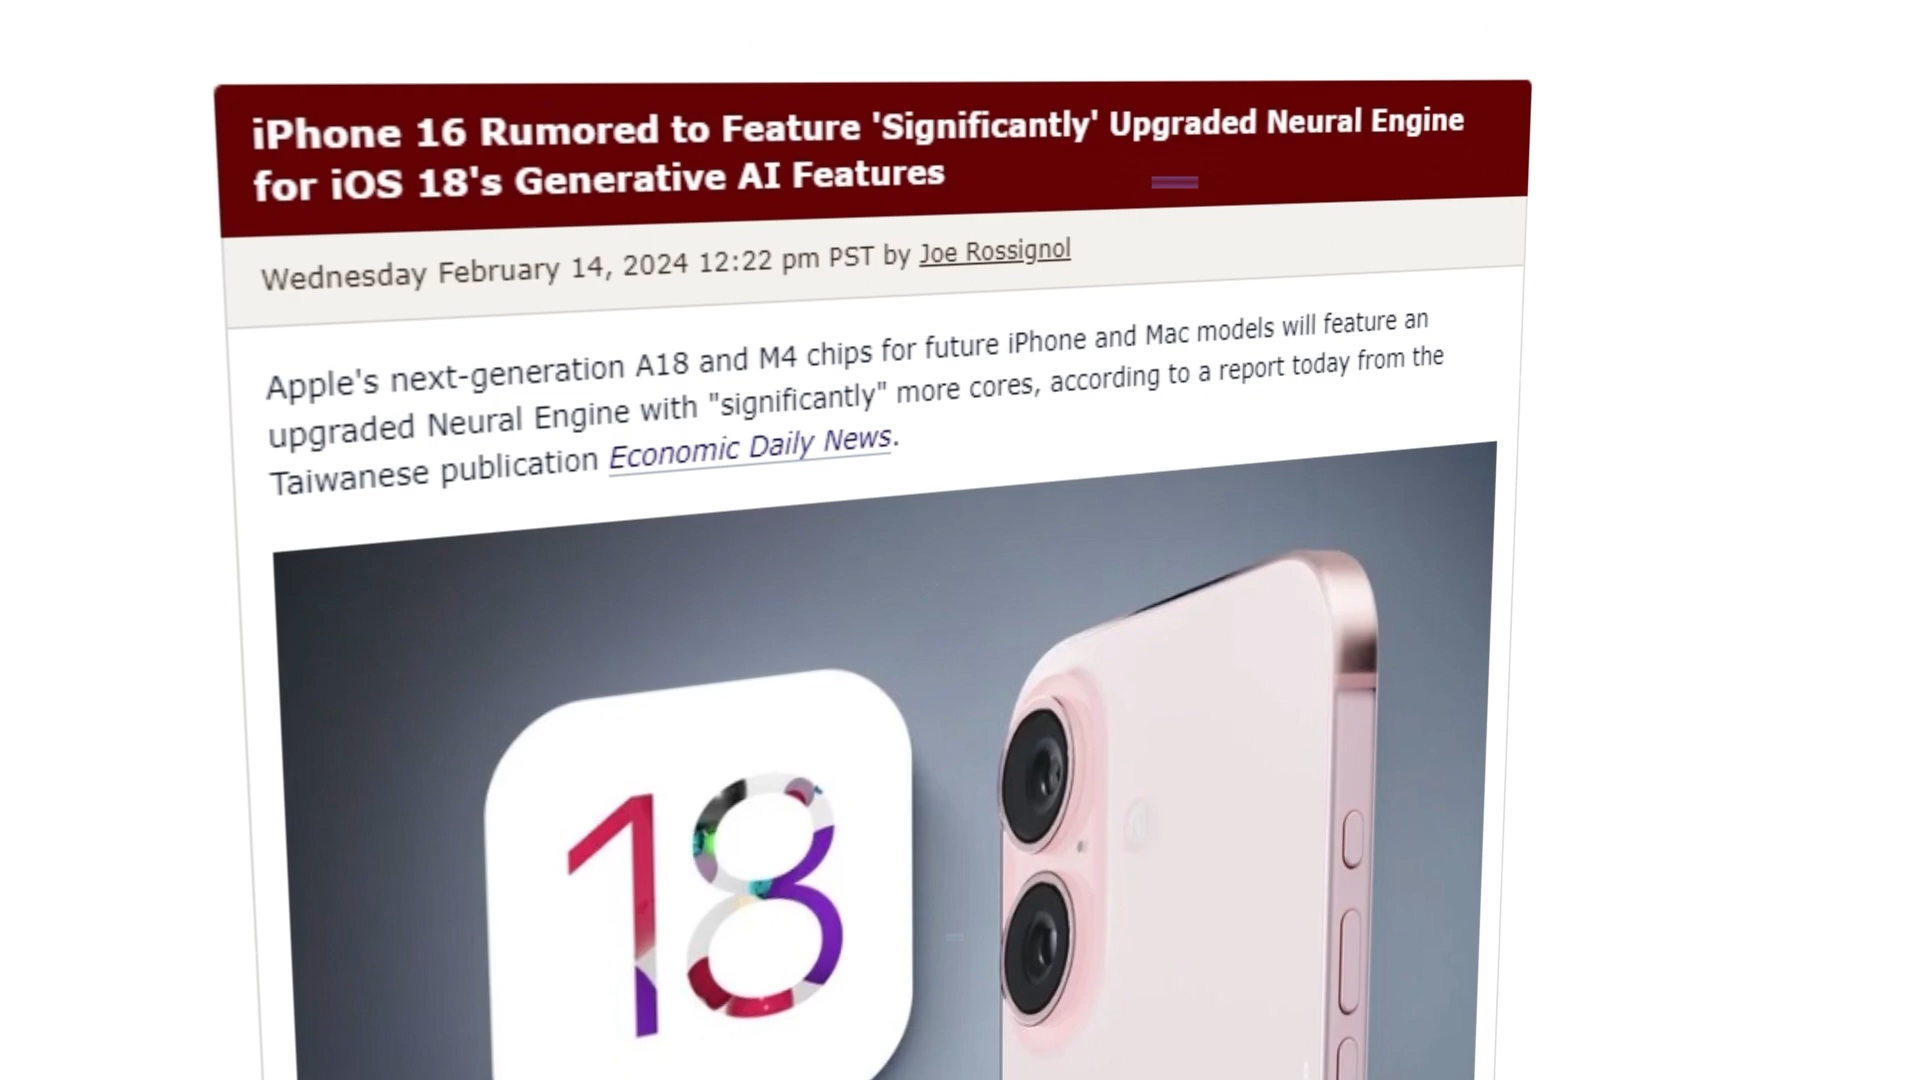 iPhone 16 Rumored to Feature 'Significantly' Upgraded Neural Engine
for iOS 18's Generative AI Features
Wednesday February 14, 2024 12:22 pm PST by Joe Rossignol
Apple's next-generation A18 and M4 chips for future iPhone and Mac models will feature an
upgraded Neural Engine with "significantly" more cores, according to a report today from the
Taiwanese publication Economic Daily News.
18